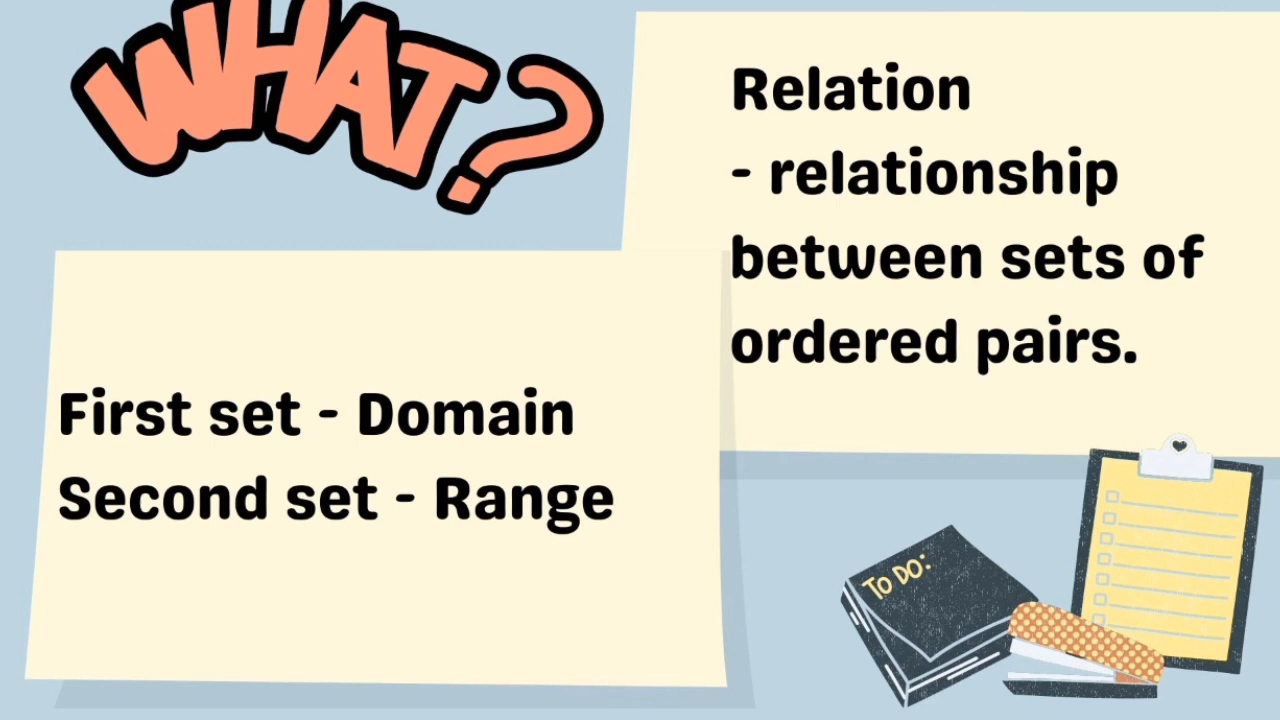 WHAT?
Relation
- relationship
between sets of
ordered pairs.
First set - Domain
Second set - Range
TO DO: